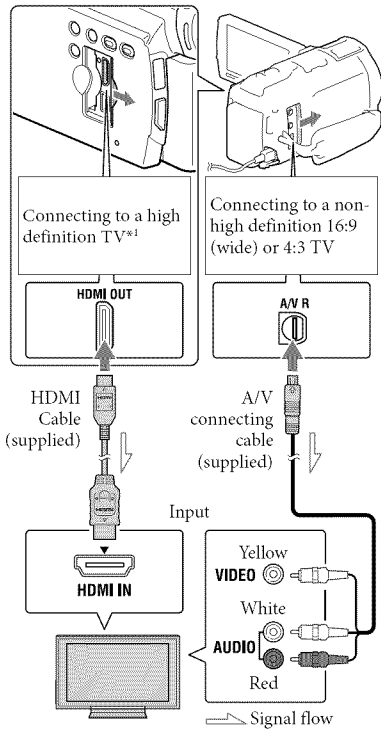 Connecting to a high
definition TV*1
Connecting to a non-
high definition 16:9
(wide) or 4:3 TV
HDMI OUT
A/V R
HDMI
Cable
(supplied)
A/V
connecting
cable
(supplied)
Input
HDMI IN
Yellow
VIDEO
White
AUDIO
Red
Signal flow